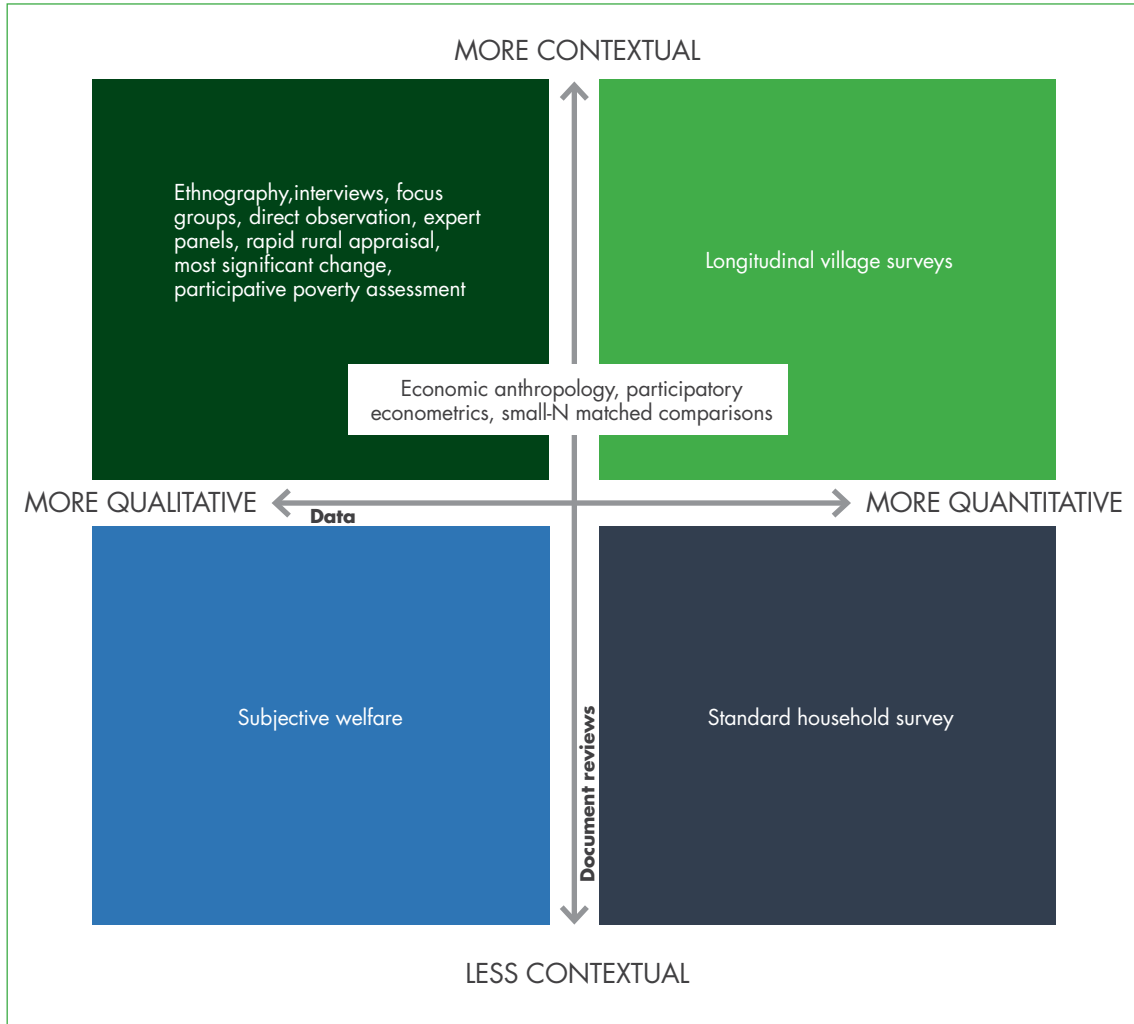 MORE CONTEXTUAL
Ethnography,interviews, focus
groups, direct observation, expert
panels, rapid rural appraisal,
most significant change,
participative poverty assessment
Longitudinal village surveys
Economic anthropology, participatory
econometrics, small-N matched comparisons
MORE QUALITATIVE
MORE QUANTITATIVE
Data
Subjective welfare
Document reviews
Standard household survey
LESS CONTEXTUAL